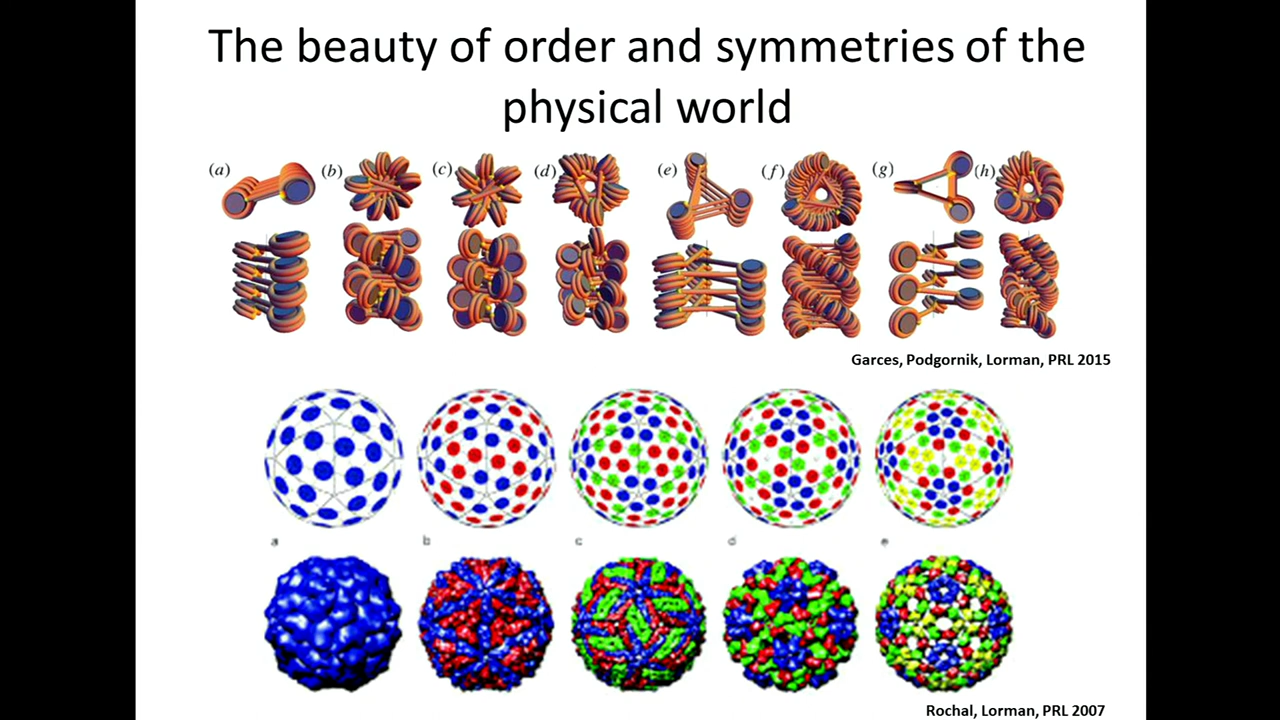 The beauty of order and symmetries of the
physical world
(a) (b) (c) (d) (e) (f) (g) (h)
Garces, Podgornik, Lorman, PRL 2015
a b c d e
Rochal, Lorman, PRL 2007